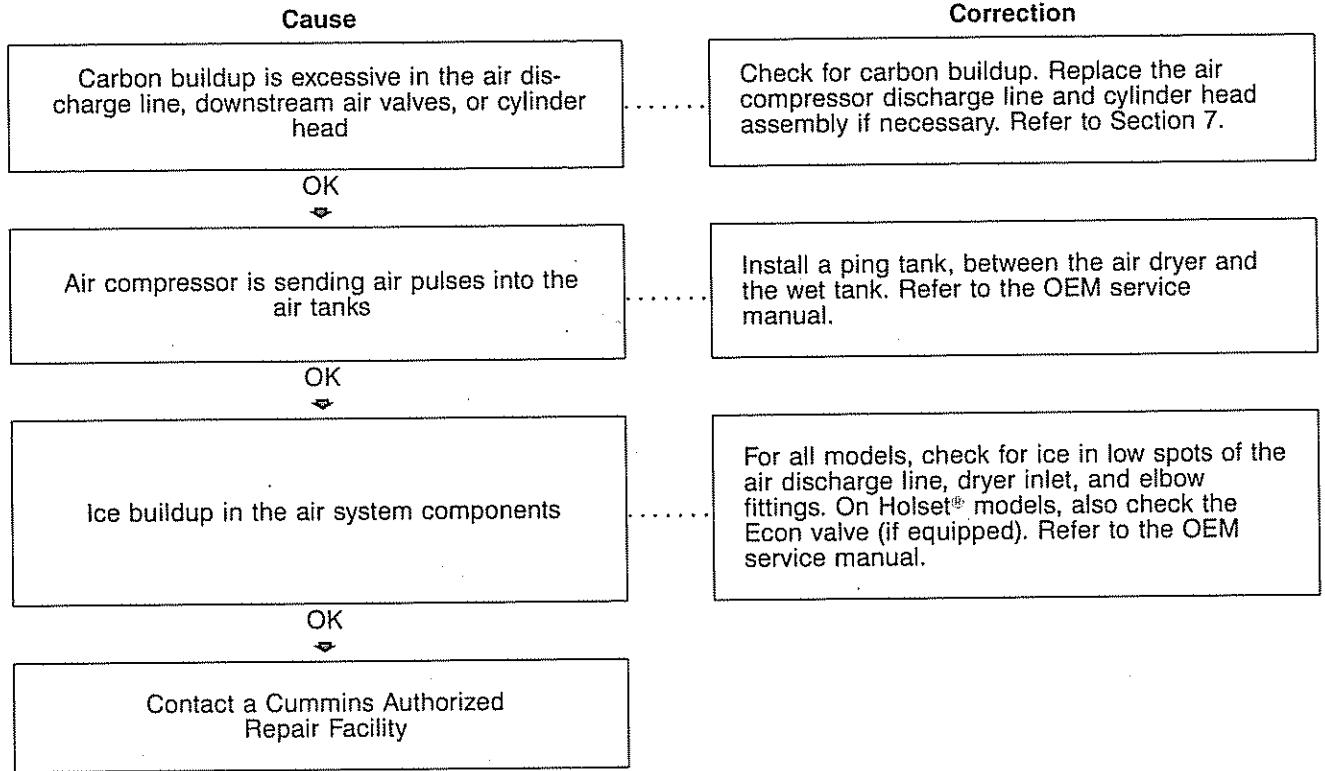 Cause
Correction
Carbon buildup is excessive in the air dis-
charge line, downstream air valves, or cylinder
head
Check for carbon buildup. Replace the air
compressor discharge line and cylinder head
assembly if necessary. Refer to Section 7.
OK
Air compressor is sending air pulses into the
air tanks
Install a ping tank, between the air dryer and
the wet tank. Refer to the OEM service
manual.
OK
Ice buildup in the air system components
For all models, check for ice in low spots of the
air discharge line, dryer inlet, and elbow
fittings. On Holset® models, also check the
Econ valve (if equipped). Refer to the OEM
service manual.
OK
Contact a Cummins Authorized
Repair Facility